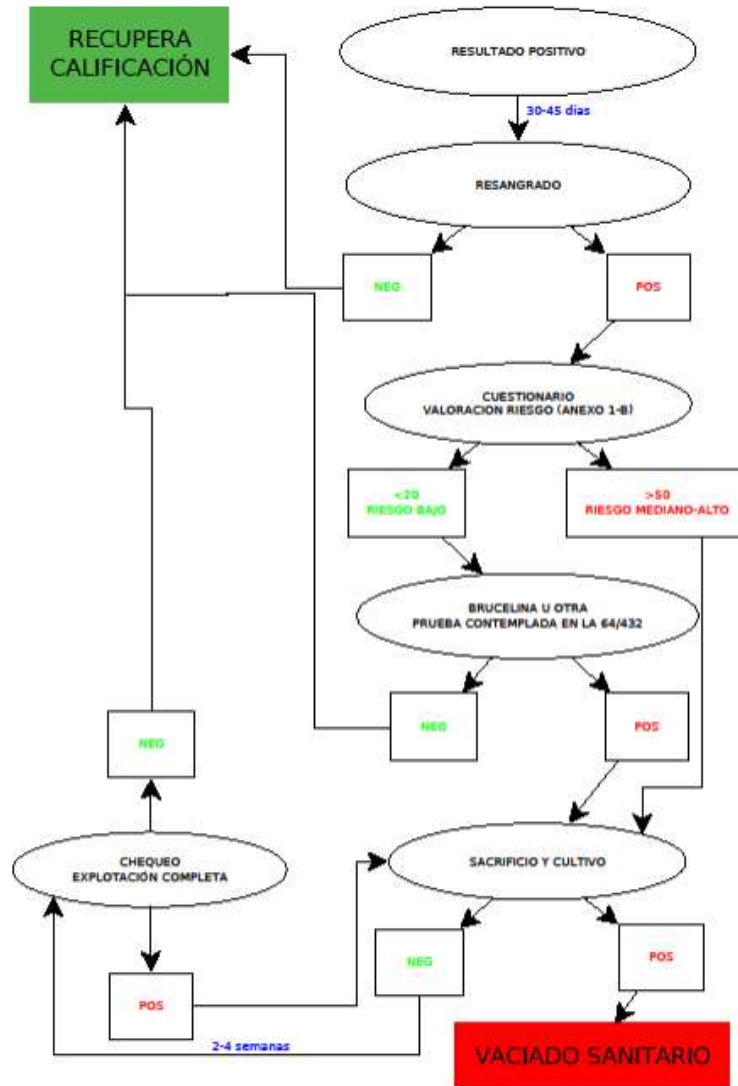 RECUPERA
CALIFICACIÓN
RESULTADO POSITIVO
30-45 dias
RESANGRADO
NEG
POS
CUESTIONARIO
VALORACION RIESGO (ANEXO 1-B)
<20
RIESGO BAJO
>50
RIESGO MEDIANO-ALTO
BRUCELINA U OTRA
PRUEBA CONTEMPLADA EN LA 64/432
NEG
POS
NEG
CHEQUEO
EXPLOTACIÓN COMPLETA
SACRIFICIO Y CULTIVO
NEG
POS
POS
2-4 semanas
VACIADO SANITARIO